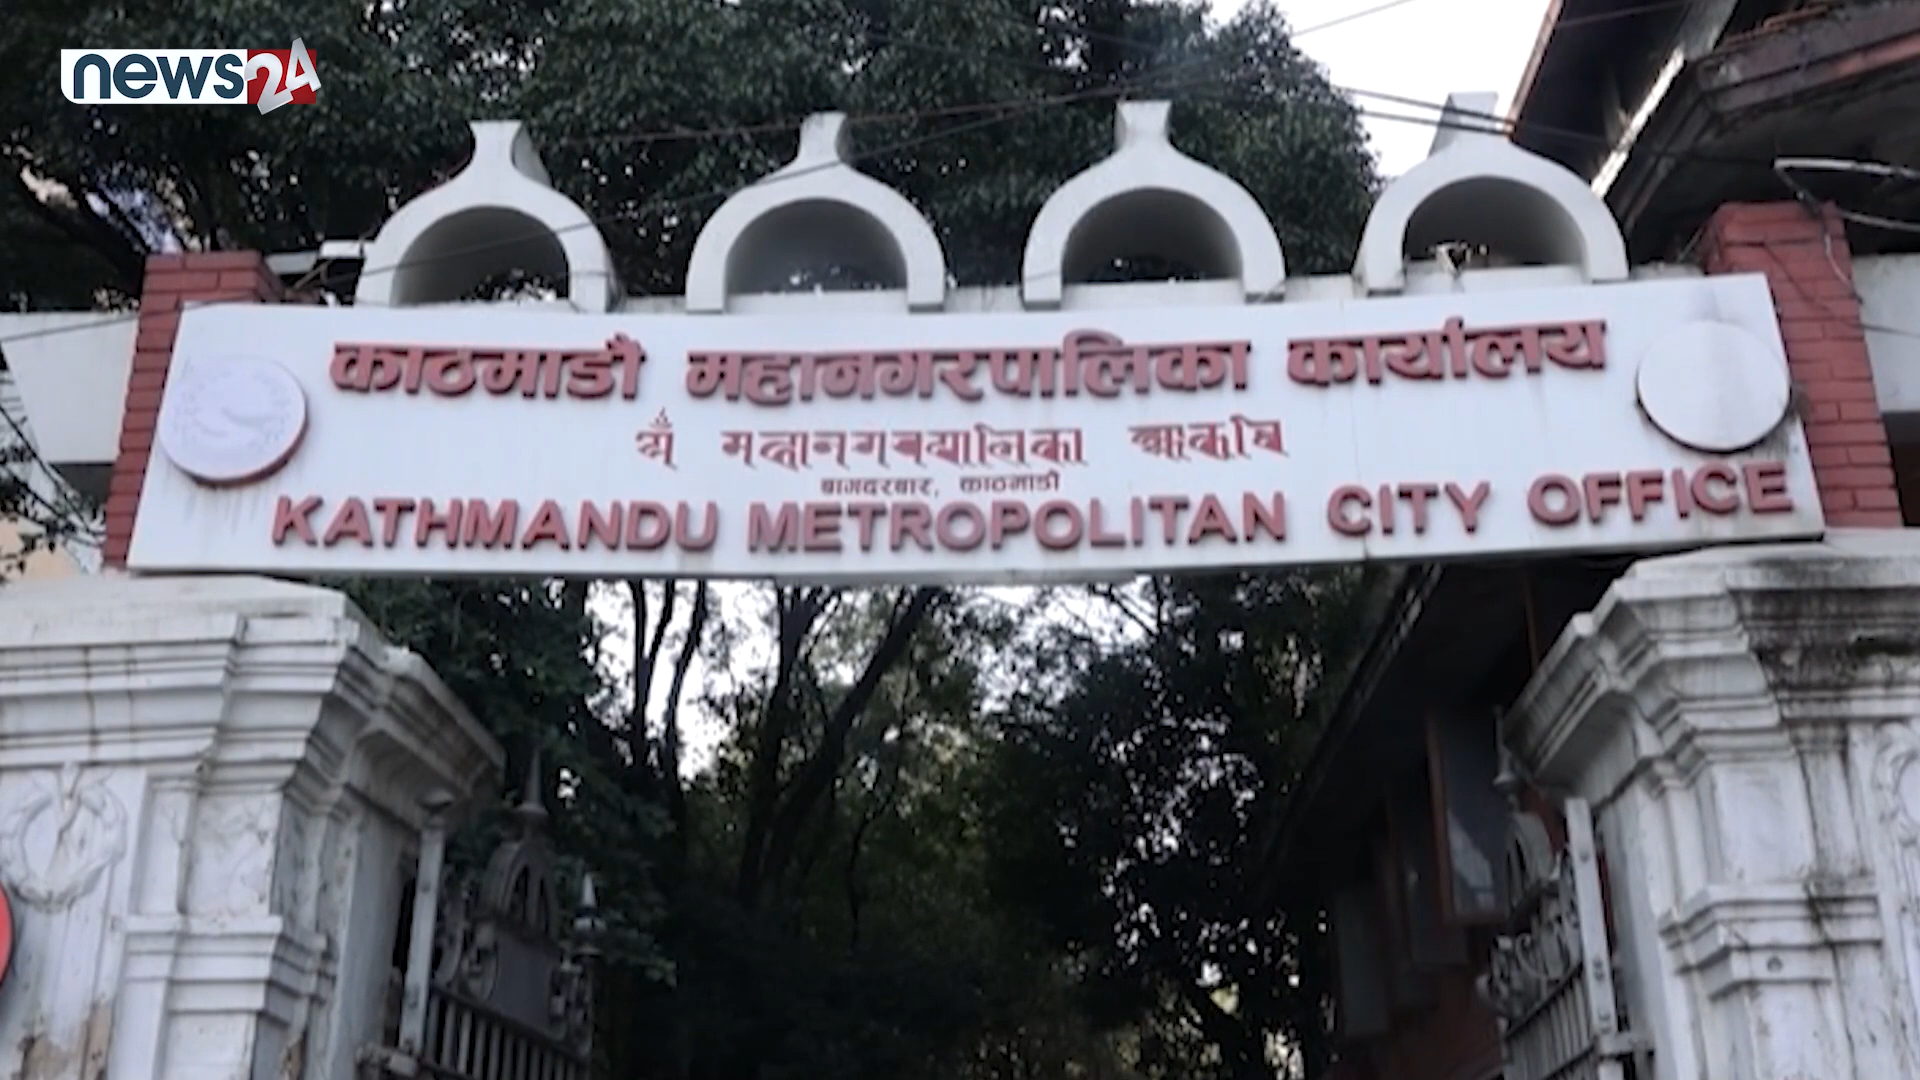 news24
काठमाडौं महानगरपालिका कार्यालय
बागदरबार, काठमाडौं
KATHMANDU METROPOLITAN CITY OFFICE